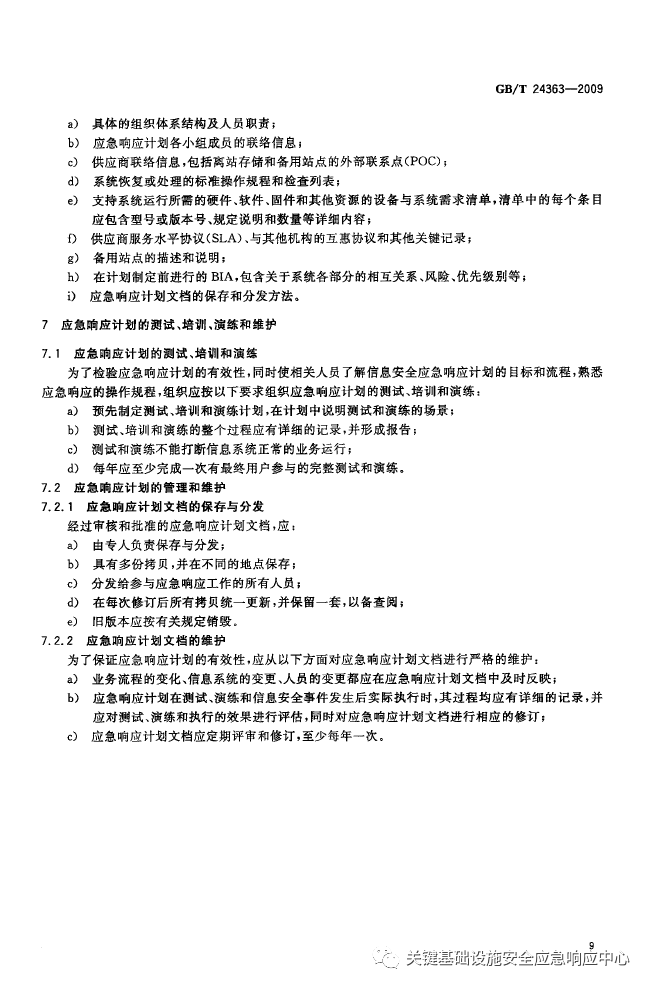 GB/T 24363—2009
a) 具体的组织体系结构及人员职责；
b) 应急响应计划各小组成员的联络信息；
c) 供应商联络信息，包括离站存储和备用站点的外部联系点(POC)；
d) 系统恢复或处理的标准操作规程和检查列表；
e) 支持系统运行所需的硬件、软件、固件和其他资源的设备与系统需求清单，清单中的每个条目
应包含型号或版本号、规定说明和数量等详细内容；
f) 供应商服务水平协议(SLA)、与其他机构的互惠协议和其他关键记录；
g) 备用站点的描述和说明；
h) 在计划制定前进行的 BIA，包含关于系统各部分的相互关系、风险、优先级别等；
i) 应急响应计划文档的保存和分发方法。
7 应急响应计划的测试、培训、演练和维护
7.1 应急响应计划的测试、培训和演练
为了检验应急响应计划的有效性，同时使相关人员了解信息安全应急响应计划的目标和流程，熟悉
应急响应的操作规程，组织应按以下要求组织应急响应计划的测试、培训和演练：
a) 预先制定测试、培训和演练计划，在计划中说明测试和演练的场景；
b) 测试、培训和演练的整个过程应有详细的记录，并形成报告；
c) 测试和演练不能打断信息系统正常的业务运行；
d) 每年应至少完成一次有最终用户参与的完整测试和演练。
7.2 应急响应计划的管理和维护
7.2.1 应急响应计划文档的保存与分发
经过审核和批准的应急响应计划文档，应：
a) 由专人负责保存与分发；
b) 具有多份拷贝，并在不同的地点保存；
c) 分发给参与应急响应工作的所有人员；
d) 在每次修订后所有拷贝统一更新，并保留一套，以备查阅；
e) 旧版本应按有关规定销毁。
7.2.2 应急响应计划文档的维护
为了保证应急响应计划的有效性，应从以下方面对应急响应计划文档进行严格的维护：
a) 业务流程的变化、信息系统的变更、人员的变更都应在应急响应计划文档中及时反映；
b) 应急响应计划在测试、演练和信息安全事件发生后实际执行时，其过程均应有详细的记录，并
应对测试、演练和执行的效果进行评估，同时对应急响应计划文档进行相应的修订；
c) 应急响应计划文档应定期评审和修订，至少每年一次。
9
关键基础设施安全应急响应中心